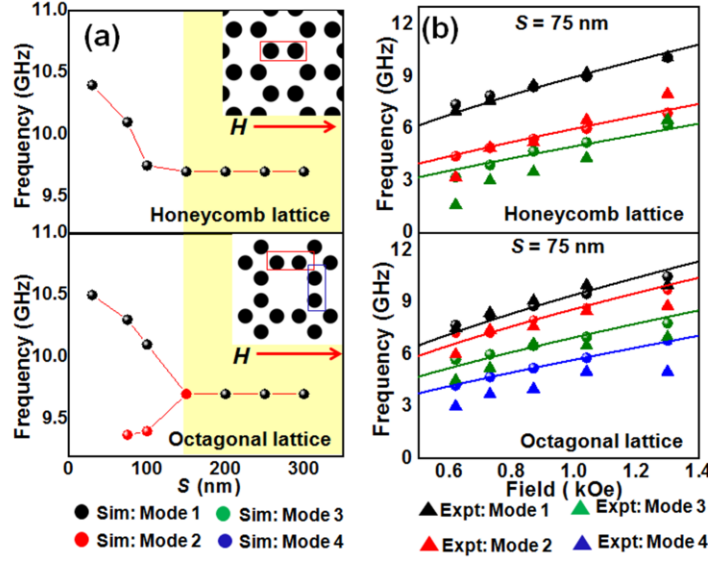 (a)
11.0
10.5
10.0
9.5
Frequency (GHz)
H
Honeycomb lattice
11.0
10.5
10.0
9.5
Frequency (GHz)
H
Octagonal lattice
0 100 200 300
S (nm)
Sim: Mode 1
Sim: Mode 3
Sim: Mode 2
Sim: Mode 4
(b)
S = 75 nm
12
9
6
3
0
Frequency (GHz)
Honeycomb lattice
S = 75 nm
12
9
6
3
0
Frequency (GHz)
Octagonal lattice
0.6 0.8 1.0 1.2 1.4
Field ( kOe)
Expt: Mode 1
Expt: Mode 3
Expt: Mode 2
Expt: Mode 4